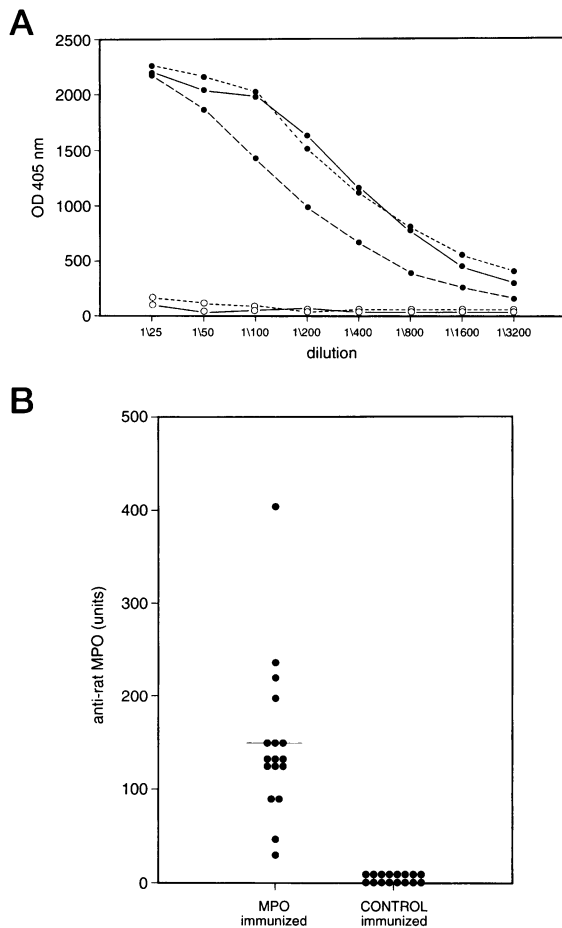 A
2500
2000
1500
1000
500
0
OD 405 nm
1\25 1\50 1\100 1\200 1\400 1\800 1\1600 1\3200
dilution
B
500
400
300
200
100
0
anti-rat MPO (units)
MPO
immunized
CONTROL
immunized